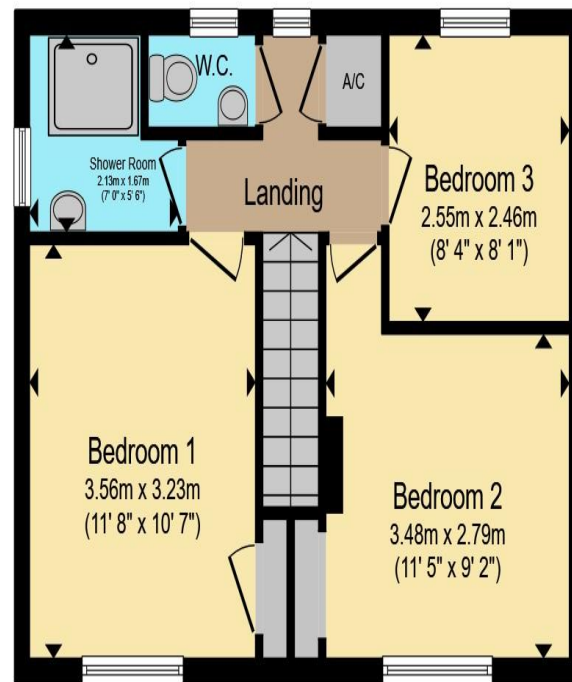 W.C.
A/C
Shower Room
2.13m x 1.67m
(7' 0" x 5' 6")
Landing
Bedroom 3
2.55m x 2.46m
(8' 4" x 8' 1")
Bedroom 1
3.56m x 3.23m
(11' 8" x 10' 7")
Bedroom 2
3.48m x 2.79m
(11' 5" x 9' 2")